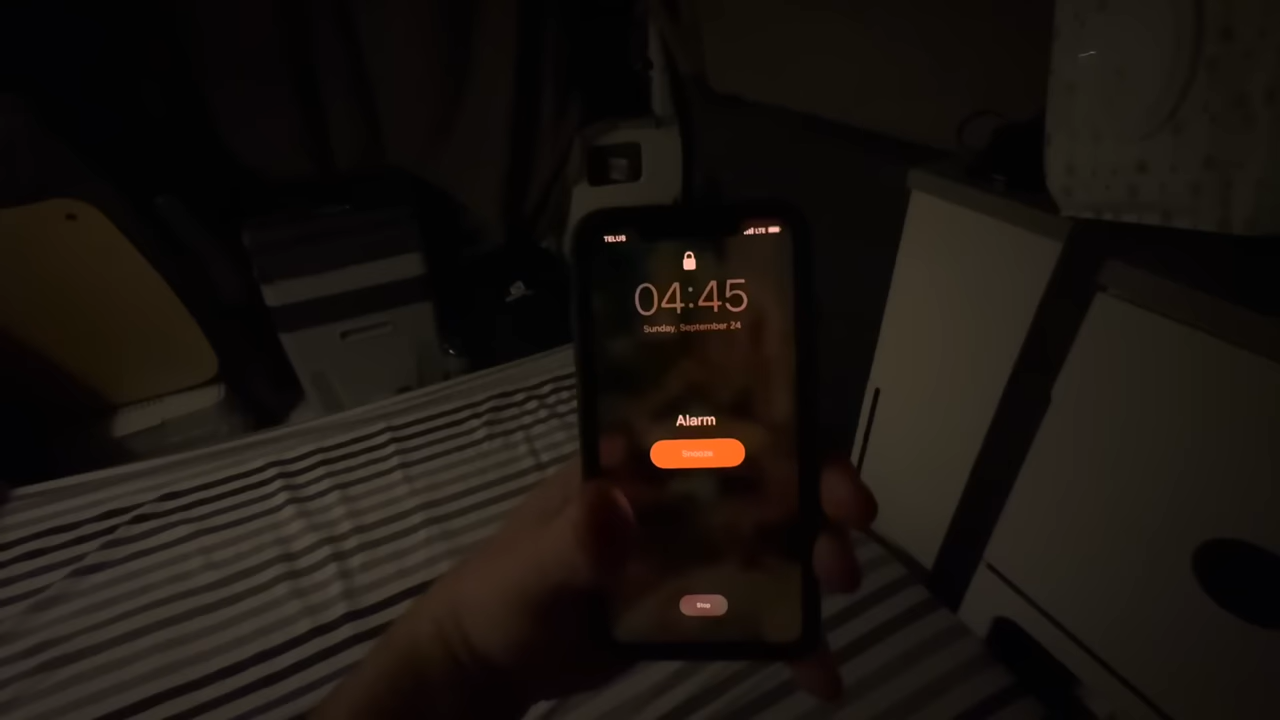 TELUS LTE
04:45
Sunday, September 24
Alarm
Snooze
Stop